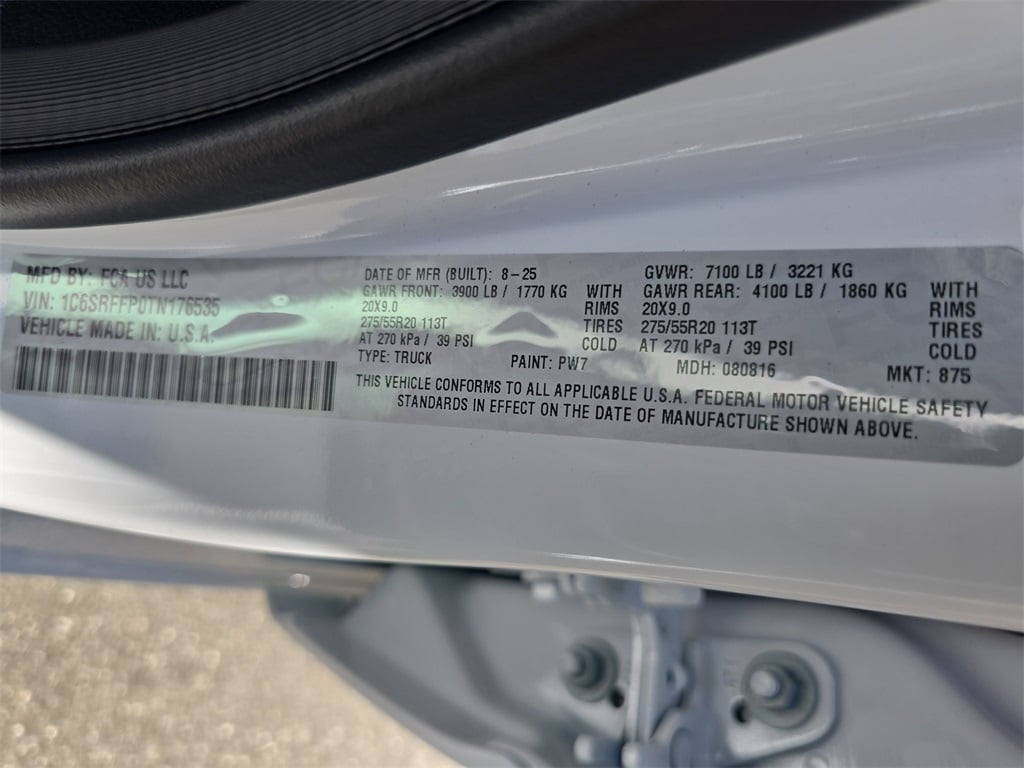 MFD BY: FCA US LLC
VIN: 1C6SRFFP0TN176535
VEHICLE MADE IN: U.S.A.
DATE OF MFR (BUILT): 8-25
GAWR FRONT: 3900 LB / 1770 KG WITH
20X9.0 RIMS
275/55R20 113T TIRES
AT 270 kPa / 39 PSI COLD
TYPE: TRUCK PAINT: PW7
GVWR: 7100 LB / 3221 KG
GAWR REAR: 4100 LB / 1860 KG WITH
20X9.0 RIMS
275/55R20 113T TIRES
AT 270 kPa / 39 PSI COLD
MDH: 080816 MKT: 875
THIS VEHICLE CONFORMS TO ALL APPLICABLE U.S.A. FEDERAL MOTOR VEHICLE SAFETY
STANDARDS IN EFFECT ON THE DATE OF MANUFACTURE SHOWN ABOVE.